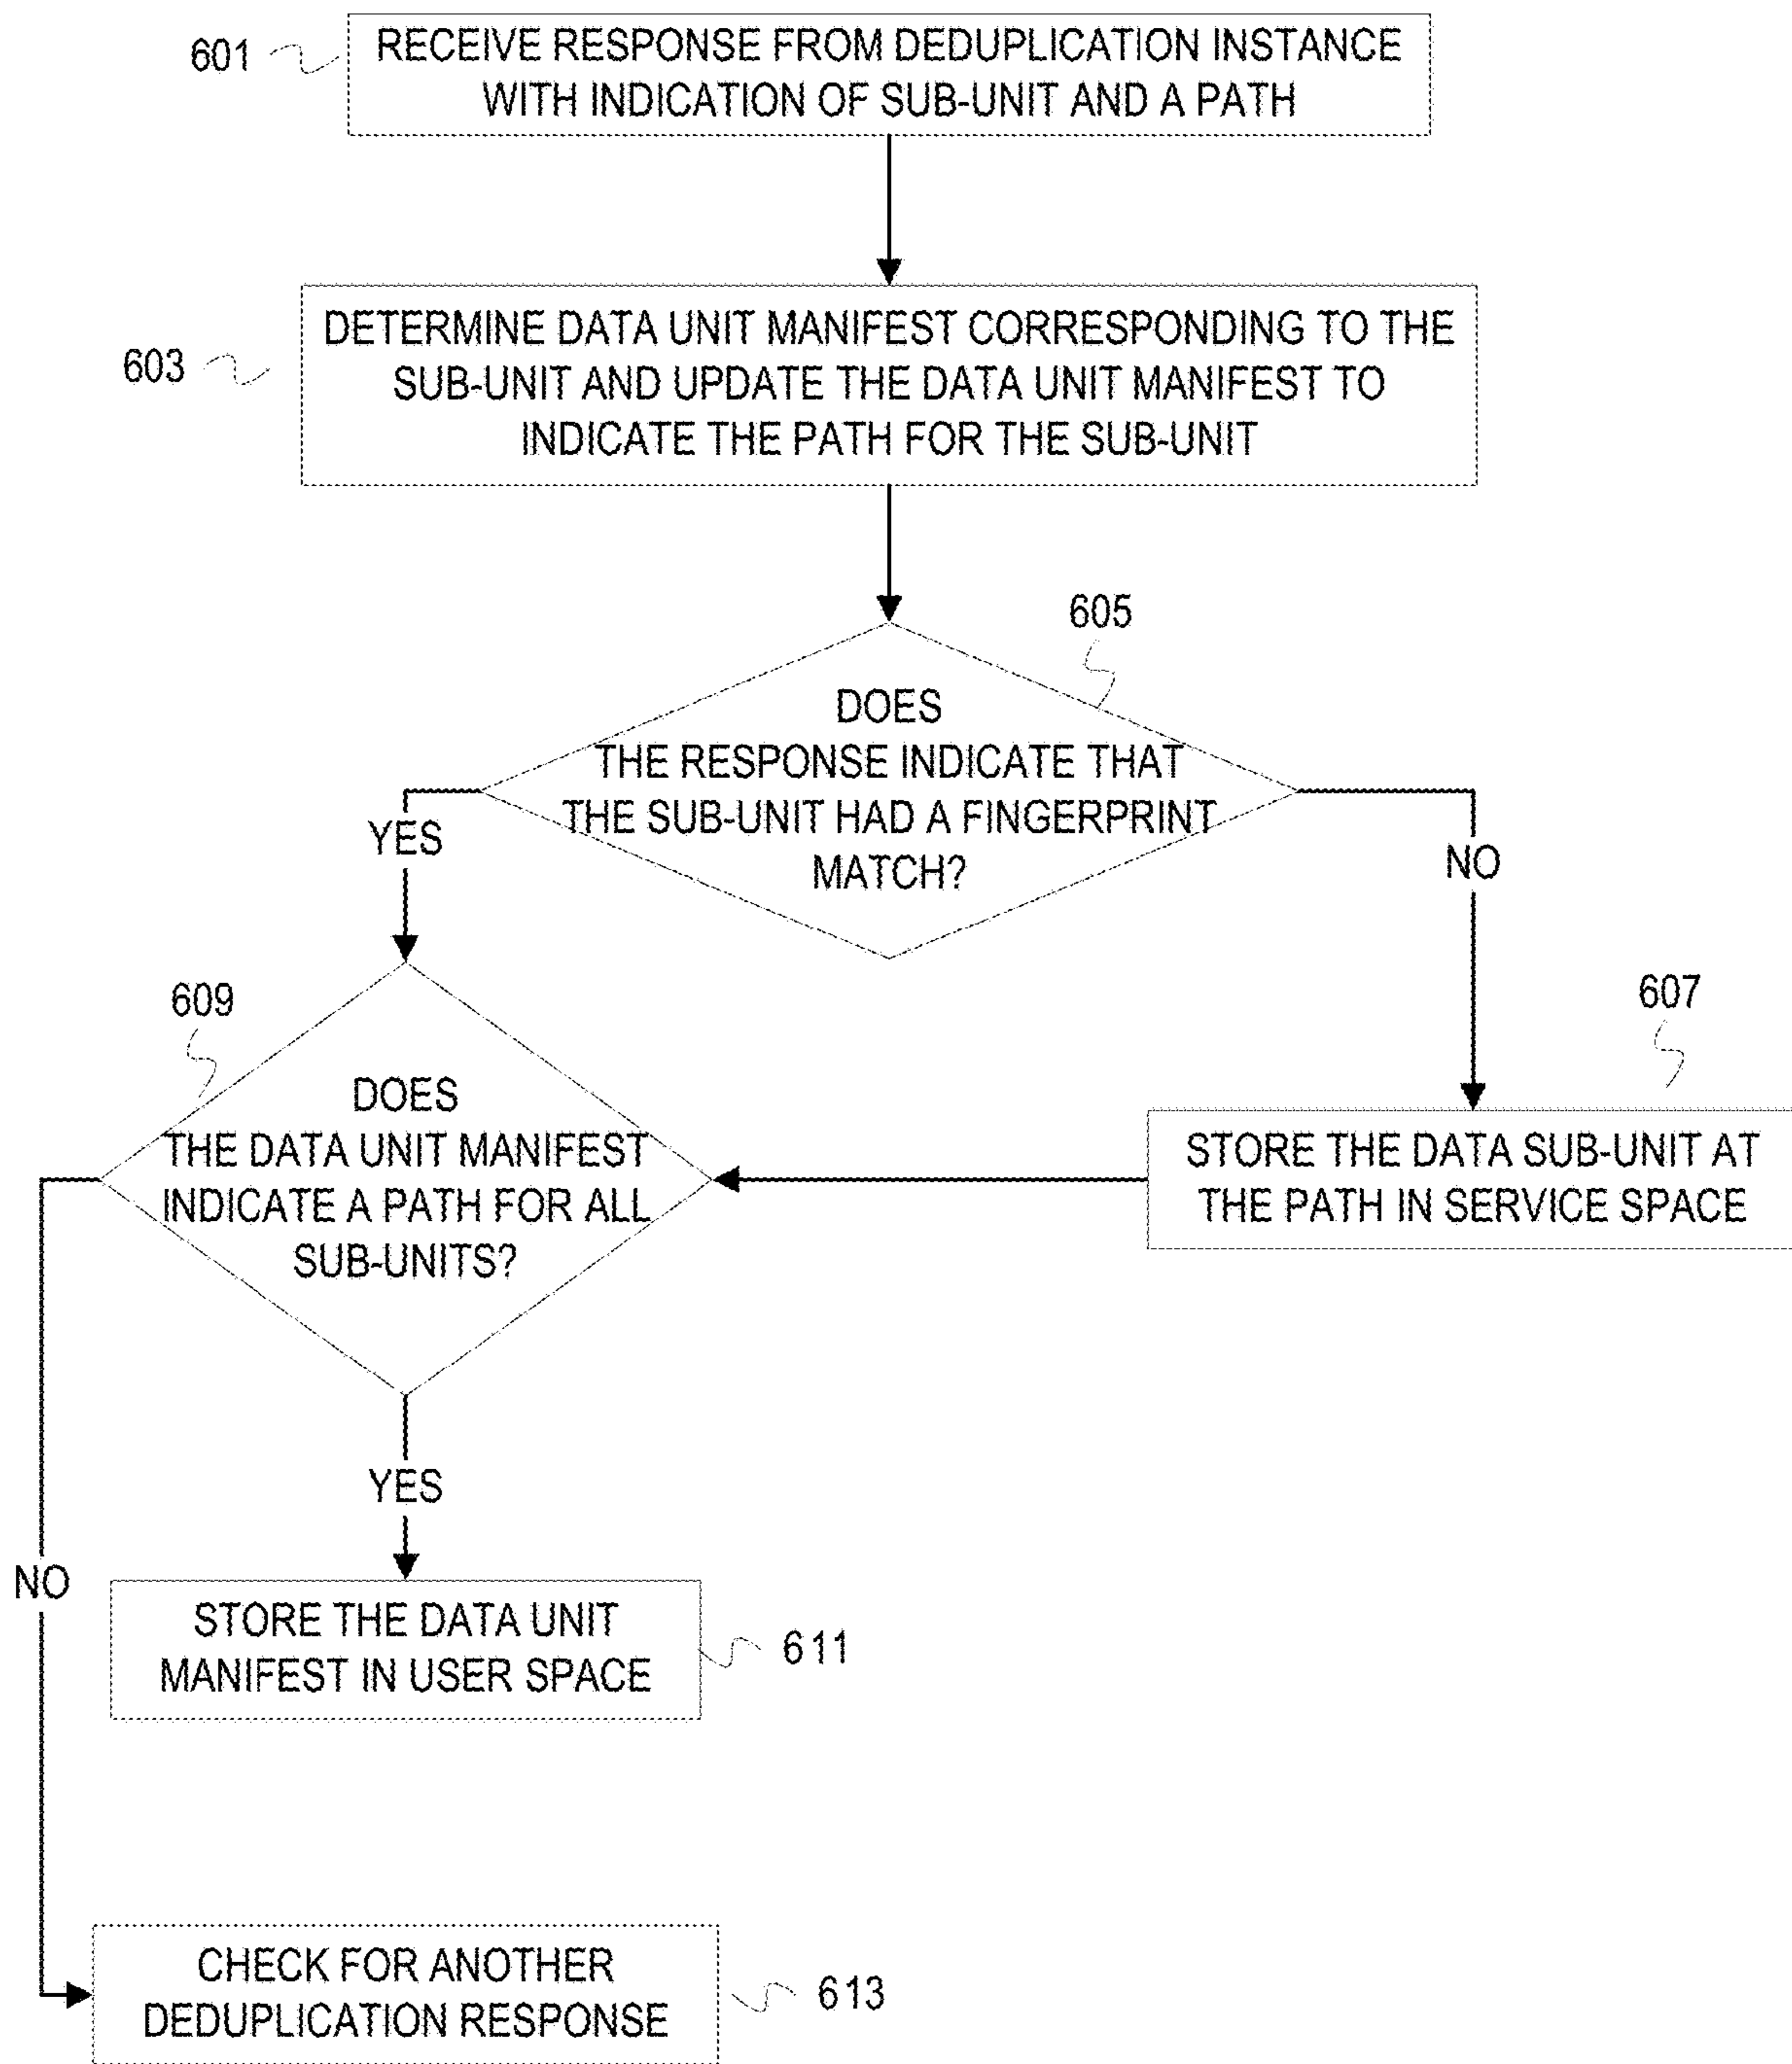 601
RECEIVE RESPONSE FROM DEDUPLICATION INSTANCE
WITH INDICATION OF SUB-UNIT AND A PATH
603
DETERMINE DATA UNIT MANIFEST CORRESPONDING TO THE
SUB-UNIT AND UPDATE THE DATA UNIT MANIFEST TO
INDICATE THE PATH FOR THE SUB-UNIT
605
DOES
THE RESPONSE INDICATE THAT
THE SUB-UNIT HAD A FINGERPRINT
MATCH?
YES
NO
607
STORE THE DATA SUB-UNIT AT
THE PATH IN SERVICE SPACE
609
DOES
THE DATA UNIT MANIFEST
INDICATE A PATH FOR ALL
SUB-UNITS?
YES
NO
STORE THE DATA UNIT
MANIFEST IN USER SPACE
611
CHECK FOR ANOTHER
DEDUPLICATION RESPONSE
613